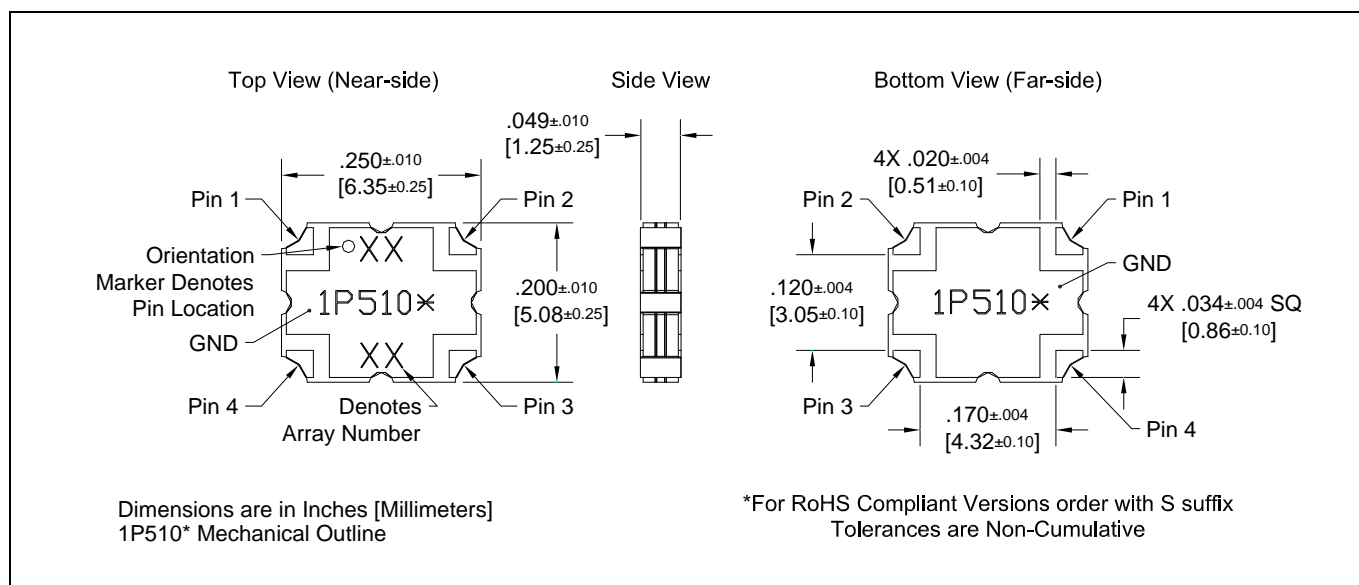 Top View (Near-side)
Side View
Bottom View (Far-side)
.250±.010
[6.35±0.25]
.049±.010
[1.25±0.25]
4X .020±.004
[0.51±0.10]
Pin 1
Pin 2
Pin 2
Pin 1
Orientation
Marker Denotes
Pin Location
GND
XX
1P510*
XX
.200±.010
[5.08±0.25]
.120±.004
[3.05±0.10]
1P510*
GND
4X .034±.004 SQ
[0.86±0.10]
Pin 4
Denotes
Array Number
Pin 3
Pin 3
.170±.004
[4.32±0.10]
Pin 4
Dimensions are in Inches [Millimeters]
1P510* Mechanical Outline
*For RoHS Compliant Versions order with S suffix
Tolerances are Non-Cumulative